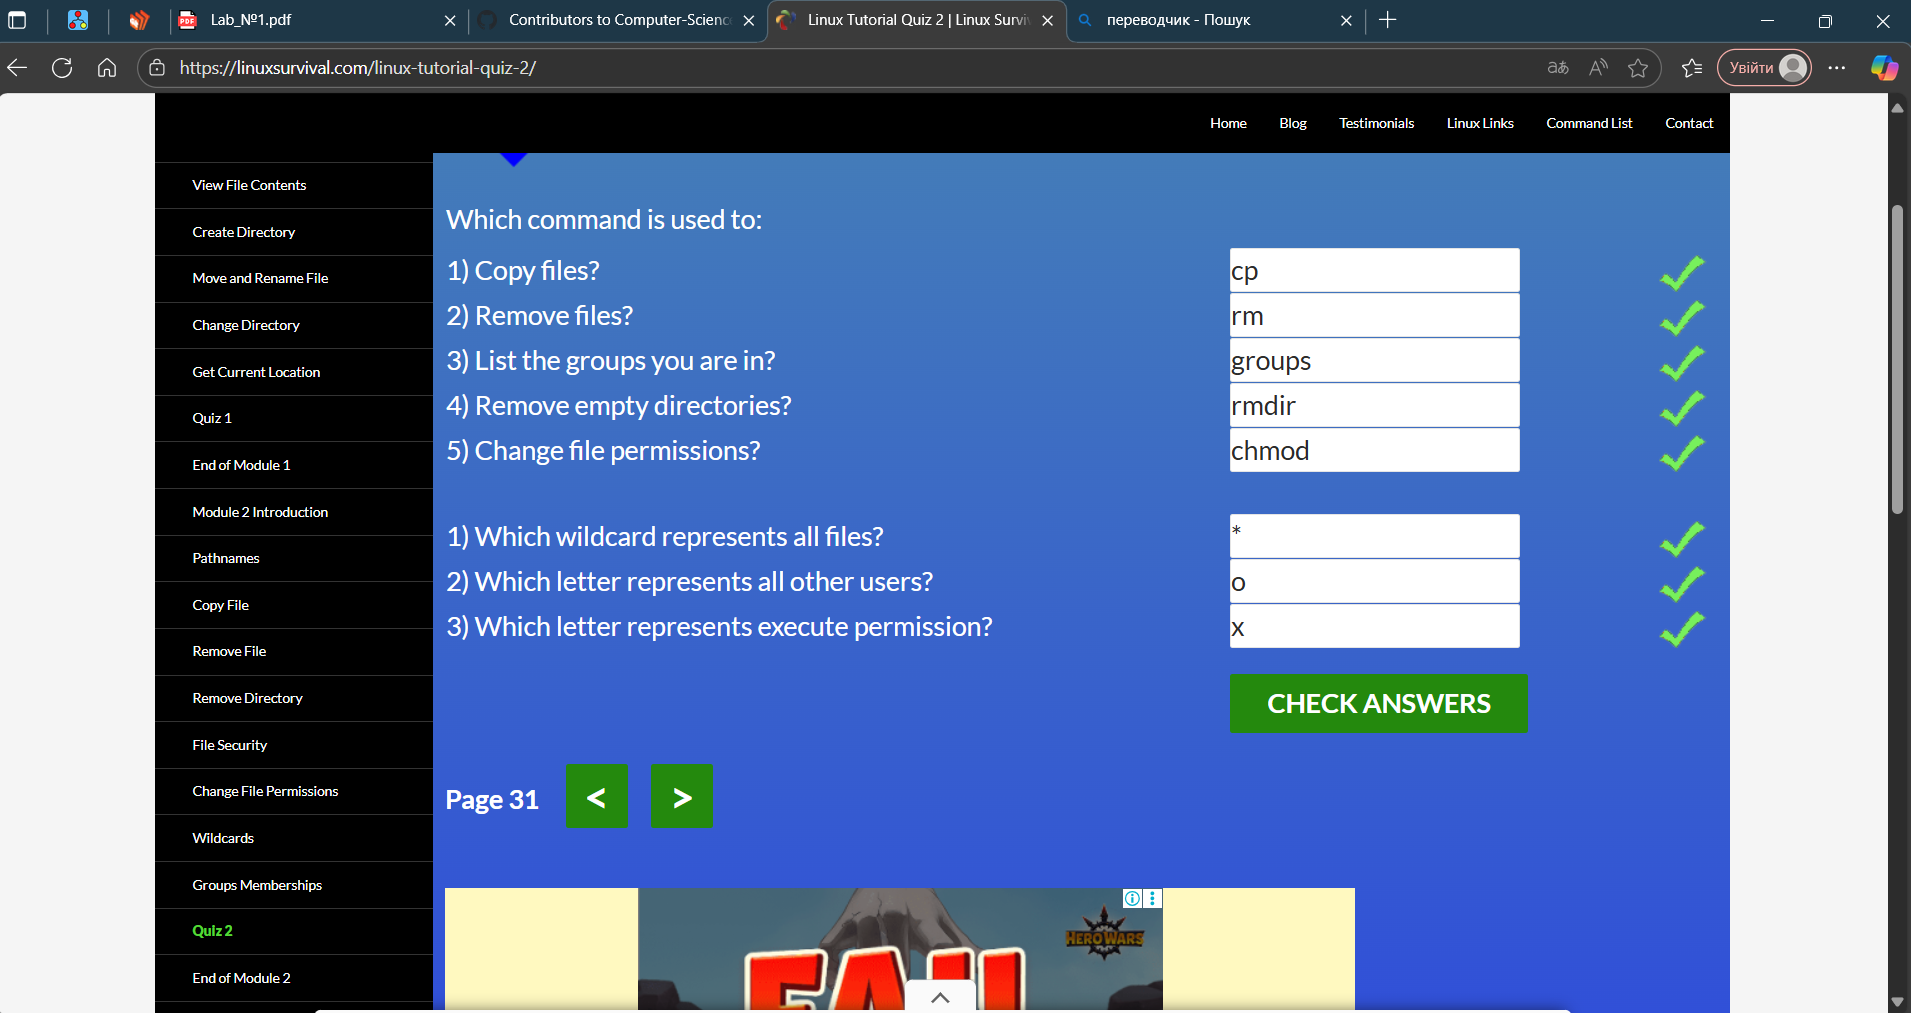 Lab_№1.pdf
Contributors to Computer-Scienc
Linux Tutorial Quiz 2 | Linux Survi
переводчик - Пошук
https://linuxsurvival.com/linux-tutorial-quiz-2/
Увійти
Home
Blog
Testimonials
Linux Links
Command List
Contact
View File Contents
Create Directory
Move and Rename File
Change Directory
Get Current Location
Quiz 1
End of Module 1
Module 2 Introduction
Pathnames
Copy File
Remove File
Remove Directory
File Security
Change File Permissions
Wildcards
Groups Memberships
Quiz 2
End of Module 2
Which command is used to:
1) Copy files? cp
2) Remove files? rm
3) List the groups you are in? groups
4) Remove empty directories? rmdir
5) Change file permissions? chmod
1) Which wildcard represents all files? *
2) Which letter represents all other users? o
3) Which letter represents execute permission? x
CHECK ANSWERS
Page 31 < >
HEROWARS
FAIL